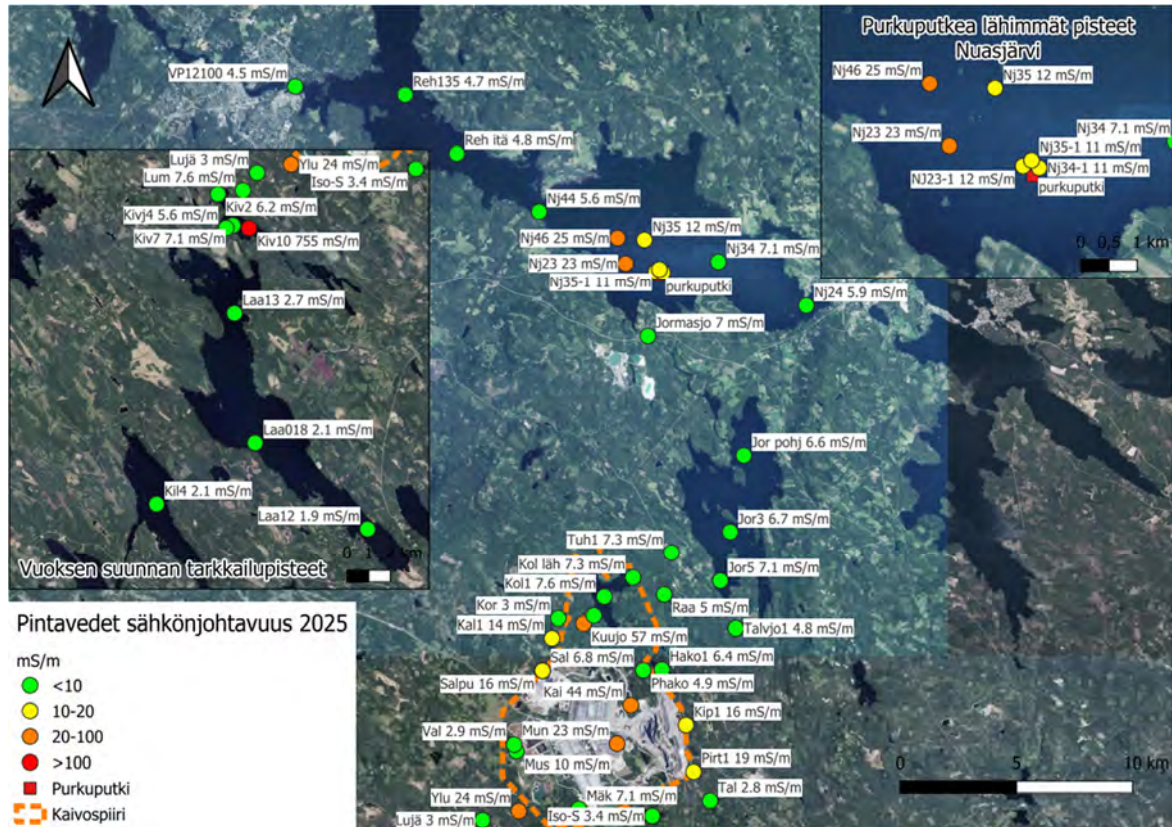 VP12100 4.5 mS/m
Reh135 4.7 mS/m
Reh itä 4.8 mS/m
Nj44 5.6 mS/m
Nj46 25 mS/m
Nj35 12 mS/m
Nj23 23 mS/m
Nj34 7.1 mS/m
Nj35-1 11 mS/m
purkuputki
Nj24 5.9 mS/m
Jormasjo 7 mS/m
Jor pohj 6.6 mS/m
Jor3 6.7 mS/m
Tuh1 7.3 mS/m
Kol läh 7.3 mS/m
Jor5 7.1 mS/m
Kol1 7.6 mS/m
Raa 5 mS/m
Kor 3 mS/m
Kal1 14 mS/m
Kuujo 57 mS/m
Talvjo1 4.8 mS/m
Sal 6.8 mS/m
Hako1 6.4 mS/m
Salpu 16 mS/m
Phako 4.9 mS/m
Kai 44 mS/m
Kip1 16 mS/m
Val 2.9 mS/m
Mun 23 mS/m
Mus 10 mS/m
Pirt1 19 mS/m
Ylu 24 mS/m
Mäk 7.1 mS/m
Tal 2.8 mS/m
Lujä 3 mS/m
Iso-S 3.4 mS/m
0 5 10 km
Purkuputkea lähimmät pisteet
Nuasjärvi
Nj46 25 mS/m
Nj35 12 mS/m
Nj23 23 mS/m
Nj34 7.1 mS/m
Nj35-1 11 mS/m
NJ23-1 12 mS/m
Nj34-1 11 mS/m
purkuputki
0 0,5 1 km
Lujä 3 mS/m
Ylu 24 mS/m
Lum 7.6 mS/m
Iso-S 3.4 mS/m
Kiv2 6.2 mS/m
Kivj4 5.6 mS/m
Kiv7 7.1 mS/m
Kiv10 755 mS/m
Laa13 2.7 mS/m
Laa018 2.1 mS/m
Kil4 2.1 mS/m
Laa12 1.9 mS/m
0 1 km
Vuoksen suunnan tarkkailupisteet
Pintavedet sähkönjohtavuus 2025
mS/m
<10
10-20
20-100
>100
Purkuputki
Kaivospiiri